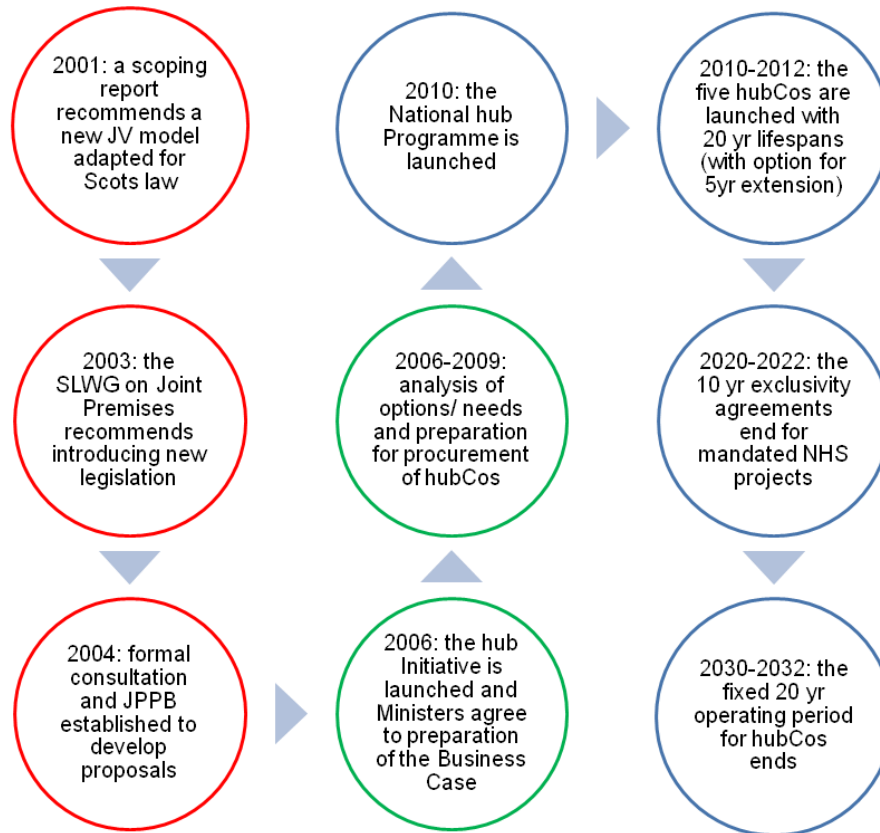 2001: a scoping
report
recommends a
new JV model
adapted for
Scots law
2003: the
SLWG on Joint
Premises
recommends
introducing new
legislation
2004: formal
consultation
and JPPB
established to
develop
proposals
2006: the hub
Initiative is
launched and
Ministers agree
to preparation
of the Business
Case
2006-2009:
analysis of
options/ needs
and preparation
for procurement
of hubCos
2010: the
National hub
Programme is
launched
2010-2012: the
five hubCos are
launched with
20 yr lifespans
(with option for
5yr extension)
2020-2022: the
10 yr exclusivity
agreements
end for
mandated NHS
projects
2030-2032: the
fixed 20 yr
operating period
for hubCos
ends